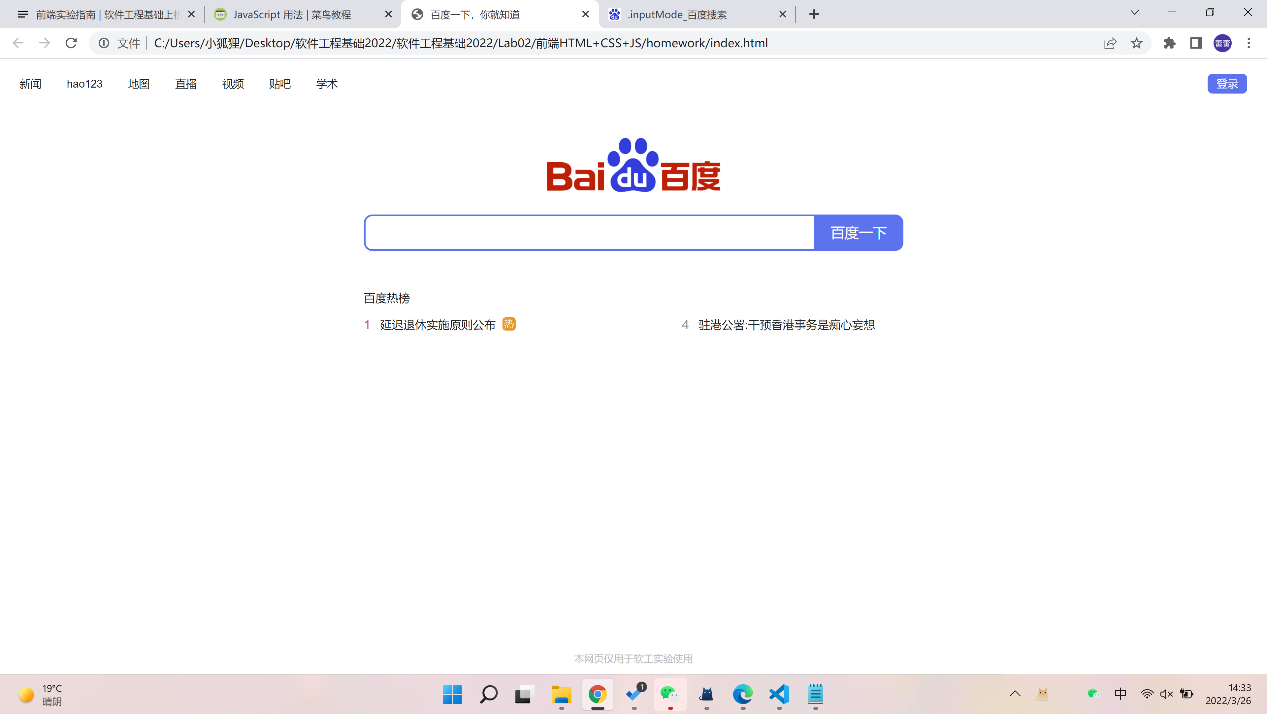 前端实验指南 | 软件工程基础上机
JavaScript 用法 | 菜鸟教程
百度一下，你就知道
.inputMode_百度搜索
文件 C:/Users/小狐狸/Desktop/软件工程基础2022/软件工程基础2022/Lab02/前端HTML+CSS+JS/homework/index.html
蕾蕾
新闻 hao123 地图 直播 视频 贴吧 学术 登录
Bai du 百度
百度一下
百度热榜
1 延迟退休实施原则公布 热 4 驻港公署:干预香港事务是痴心妄想
本网页仅用于软工实验使用
19°C
晴朗
1
中
14:33
2022/3/26